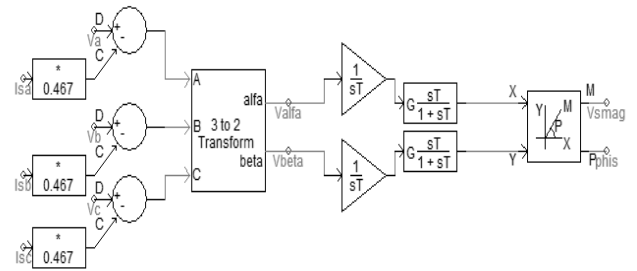 D
+
-
Va
C
Isa
*
0.467
D
+
-
Vb
C
Isb
*
0.467
D
+
-
Vc
C
Isc
*
0.467
A
B
C
3 to 2
Transform
alfa
beta
Valfa
Vbeta
1
sT
1
sT
G sT
1 + sT
G sT
1 + sT
X
Y
Y
M
P
X
M
Vsmag
P
phis